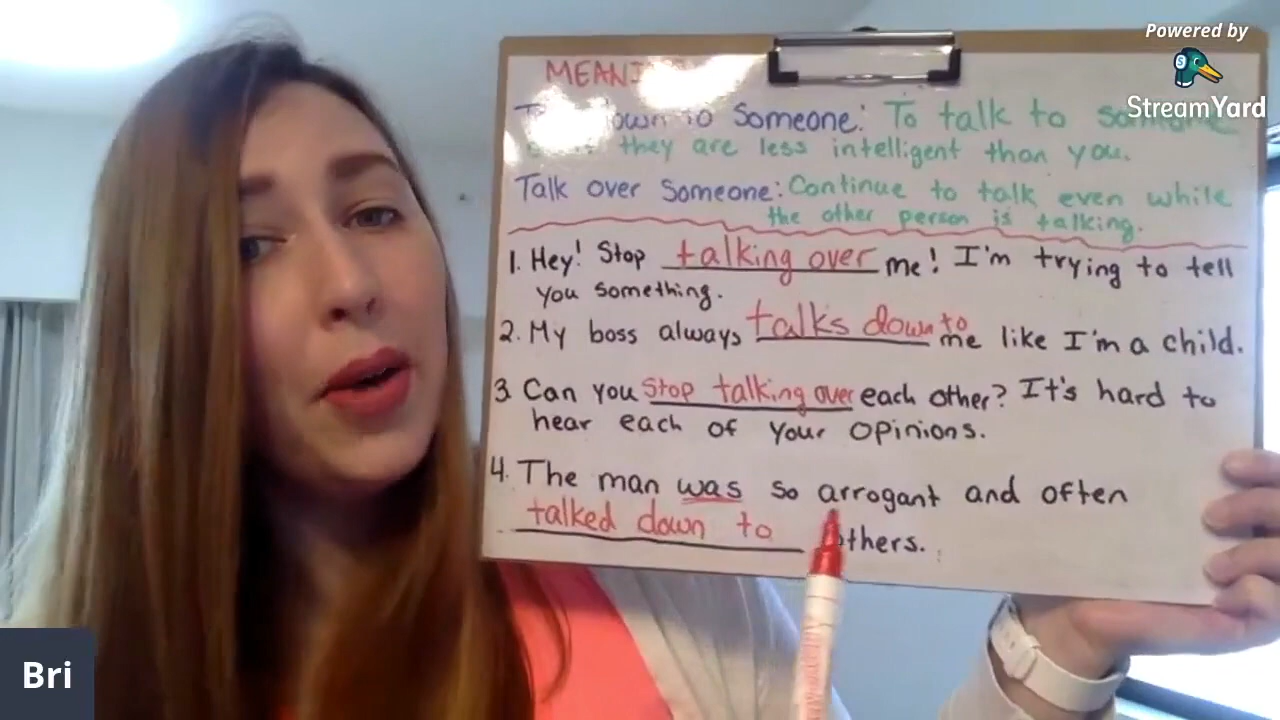 Powered by
StreamYard
MEANI
own to Someone: To talk to
they are less intelligent than you.
Talk over Someone: Continue to talk even while
the other person is talking.
1. Hey! Stop talking over me! I'm trying to tell
you something.
2. My boss always talks down to me like I'm a child.
3. Can you stop talking over each other? It's hard to
hear each of your opinions.
4. The man was so arrogant and often
talked down to others.
Bri